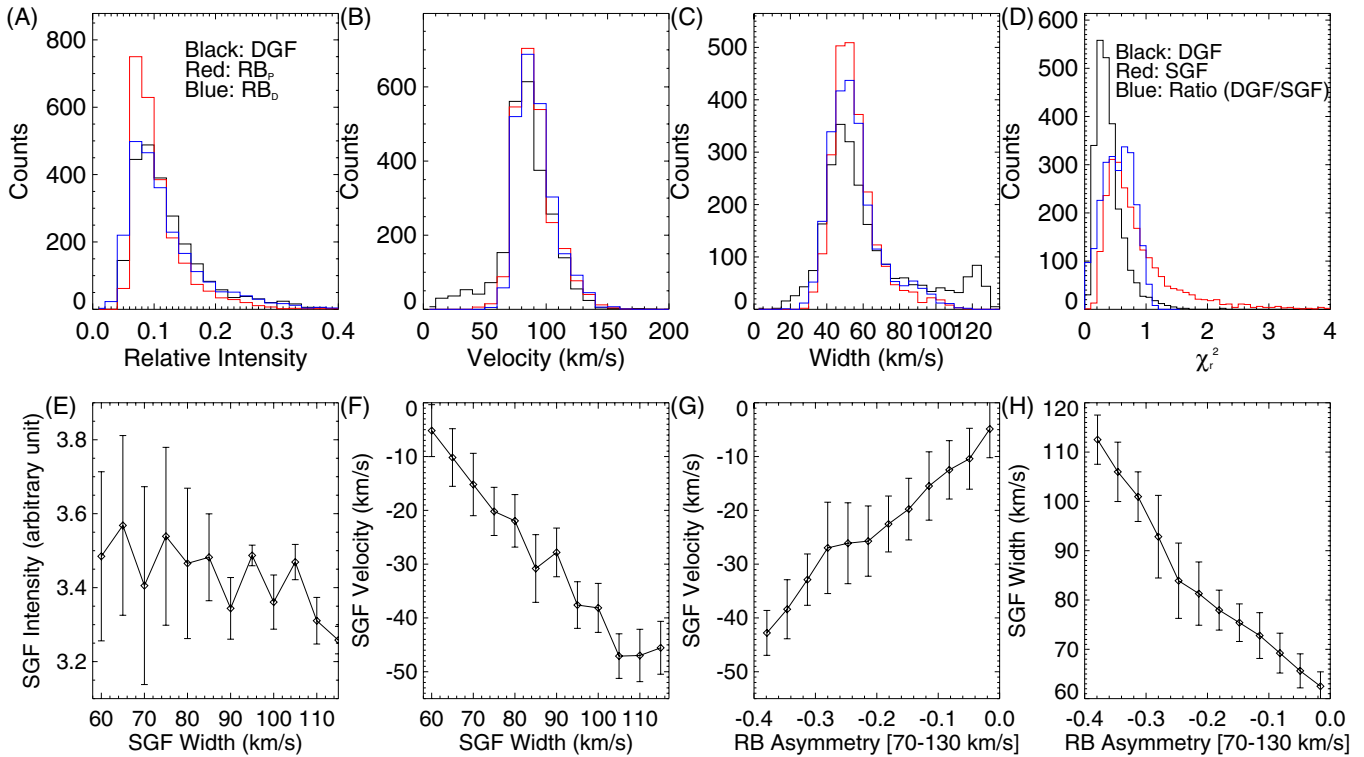 (A)
800
600
400
200
0
Counts
0.0 0.1 0.2 0.3 0.4
Relative Intensity
Black: DGF
Red: RBP
Blue: RBD
(B)
600
400
200
0
Counts
0 50 100 150 200
Velocity (km/s)
(C)
500
400
300
200
100
0
Counts
0 20 40 60 80 100 120
Width (km/s)
(D)
600
500
400
300
200
100
0
Counts
0 1 2 3 4
χr2
Black: DGF
Red: SGF
Blue: Ratio (DGF/SGF)
(E)
3.8
3.6
3.4
3.2
SGF Intensity (arbitrary unit)
60 70 80 90 100 110
SGF Width (km/s)
(F)
0
-10
-20
-30
-40
-50
SGF Velocity (km/s)
60 70 80 90 100 110
SGF Width (km/s)
(G)
0
-10
-20
-30
-40
-50
SGF Velocity (km/s)
-0.4 -0.3 -0.2 -0.1 0.0
RB Asymmetry [70-130 km/s]
(H)
120
110
100
90
80
70
60
SGF Width (km/s)
-0.4 -0.3 -0.2 -0.1 0.0
RB Asymmetry [70-130 km/s]